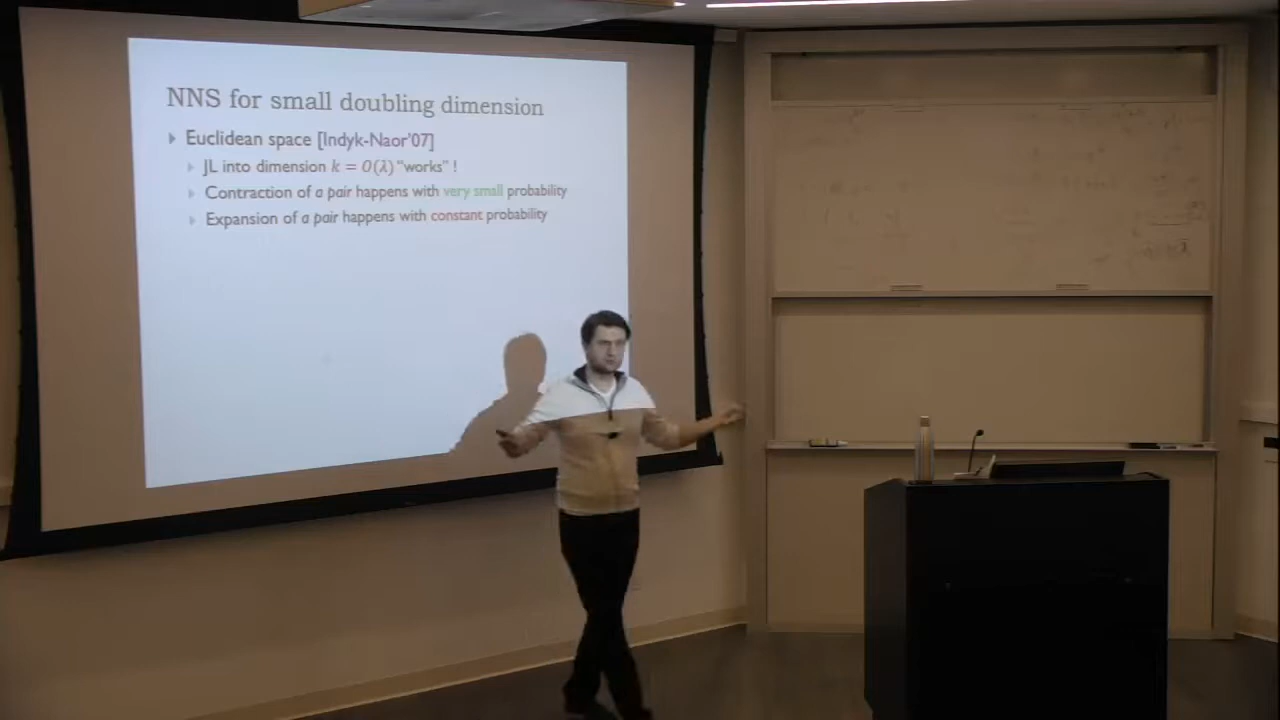 NNS for small doubling dimension
Euclidean space [Indyk-Naor'07]
JL into dimension k = O(λ) "works" !
Contraction of a pair happens with very small probability
Expansion of a pair happens with constant probability